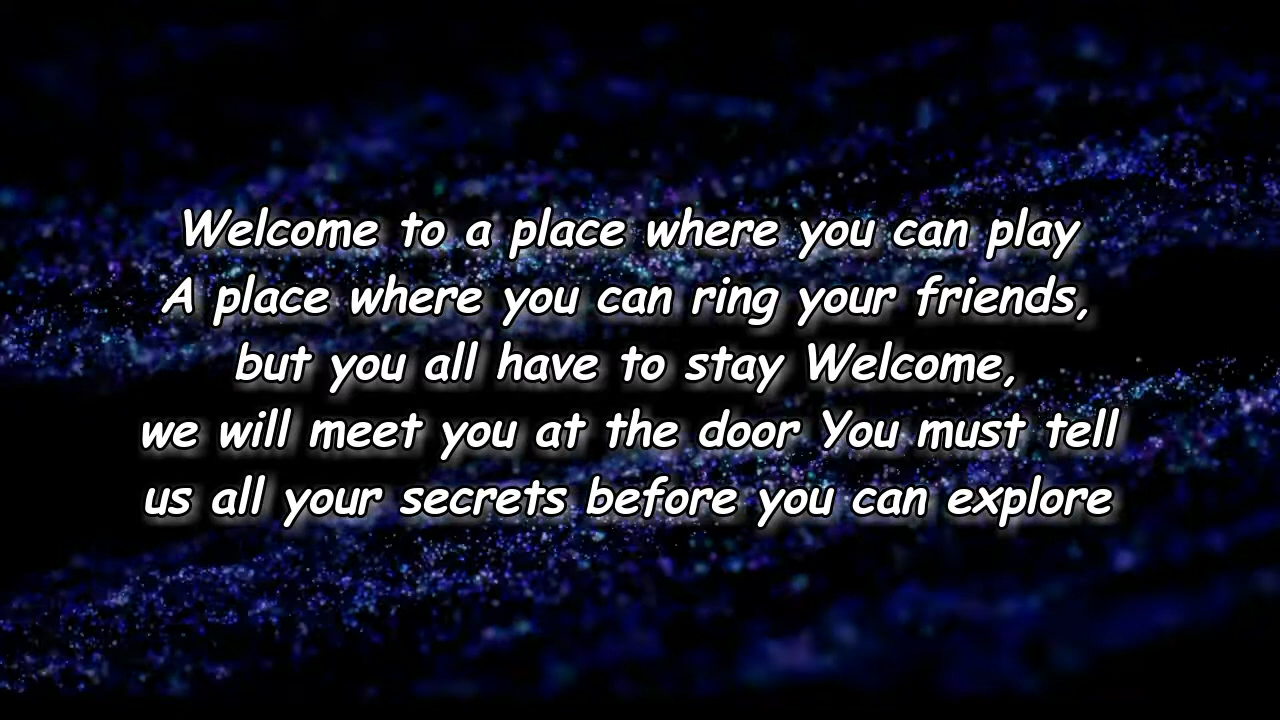 Welcome to a place where you can play
A place where you can ring your friends,
but you all have to stay Welcome,
we will meet you at the door You must tell
us all your secrets before you can explore